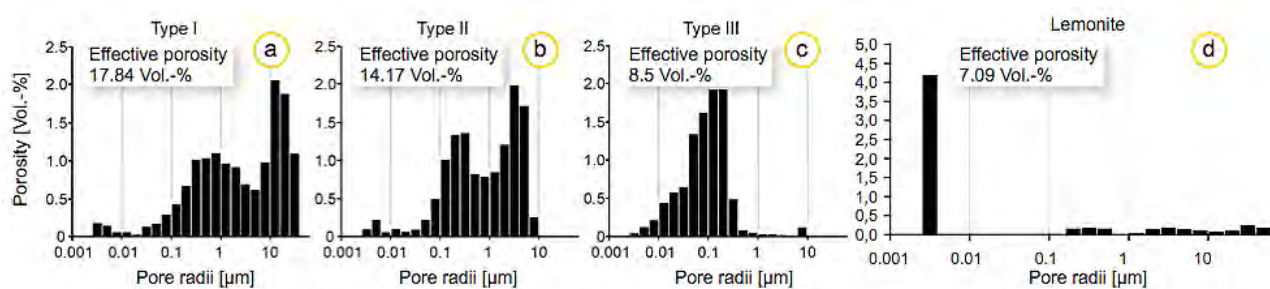 Type I
a
Effective porosity
17.84 Vol.-%
Porosity [Vol.-%]
2.5
2.0
1.5
1.0
0.5
0
0.001 0.01 0.1 1 10
Pore radii [µm]
Type II
b
Effective porosity
14.17 Vol.-%
2.5
2.0
1.5
1.0
0.5
0
0.001 0.01 0.1 1 10
Pore radii [µm]
Type III
c
Effective porosity
8.5 Vol.-%
2.5
2.0
1.5
1.0
0.5
0
0.001 0.01 0.1 1 10
Pore radii [µm]
Lemonite
d
Effective porosity
7.09 Vol.-%
5,0
4,5
4,0
3,5
3,0
2,5
2,0
1,5
1,0
0,5
0,0
0.001 0.01 0.1 1 10
Pore radii [µm]